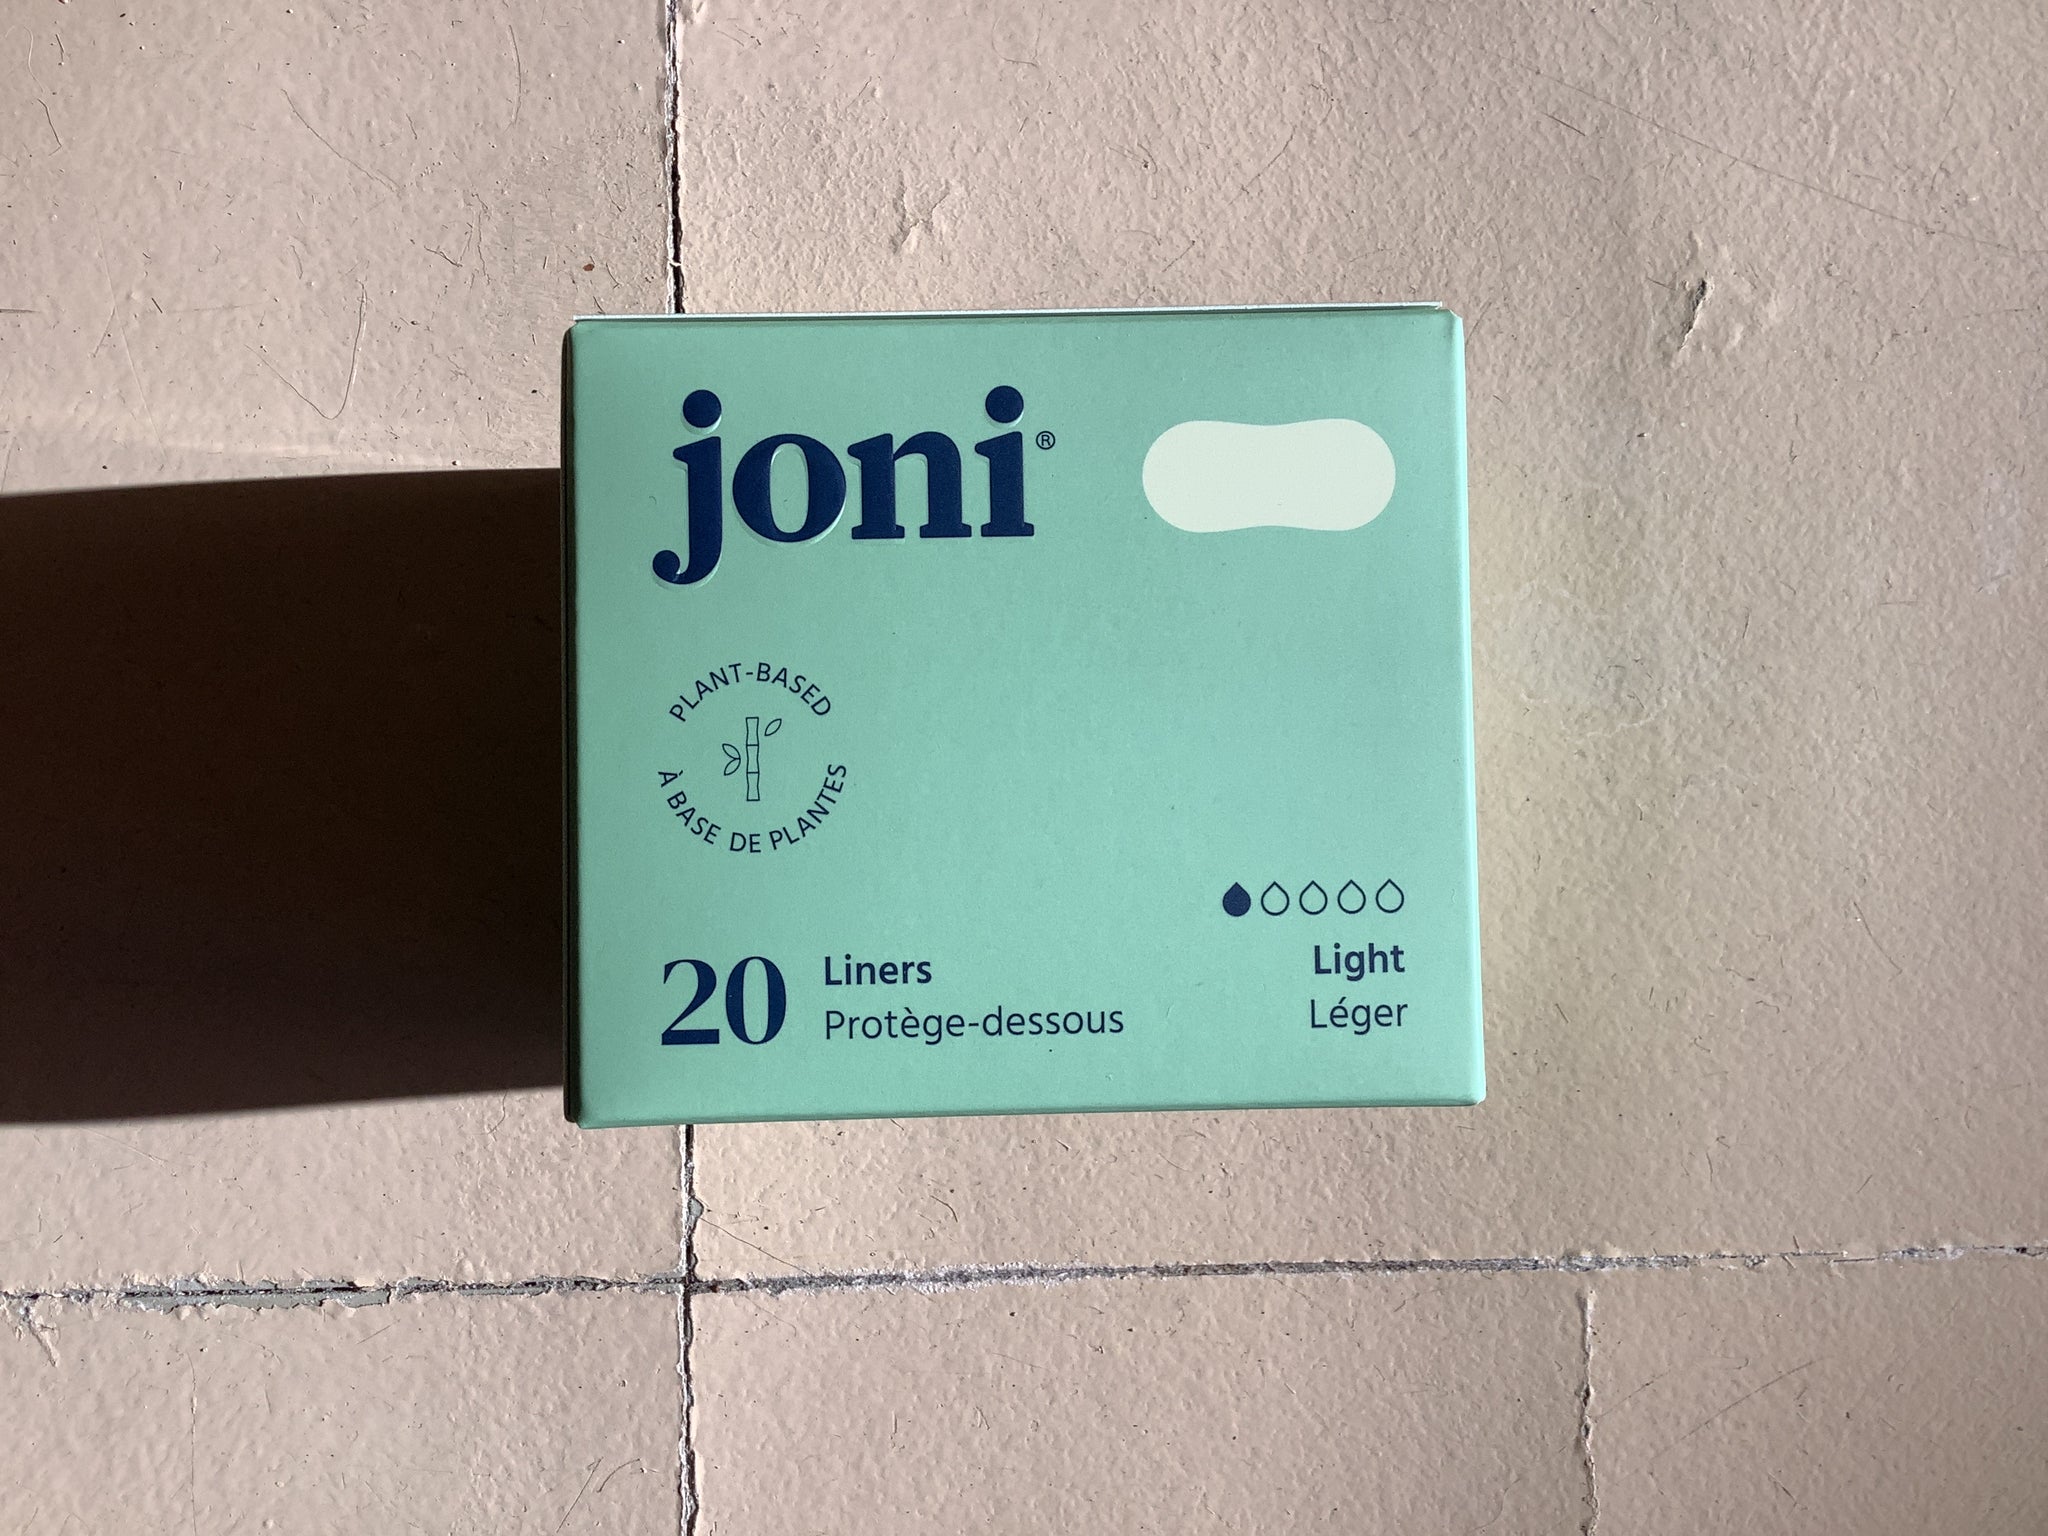 joni®
PLANT-BASED
À BASE DE PLANTES
20 Liners
Protège-dessous
Light
Léger